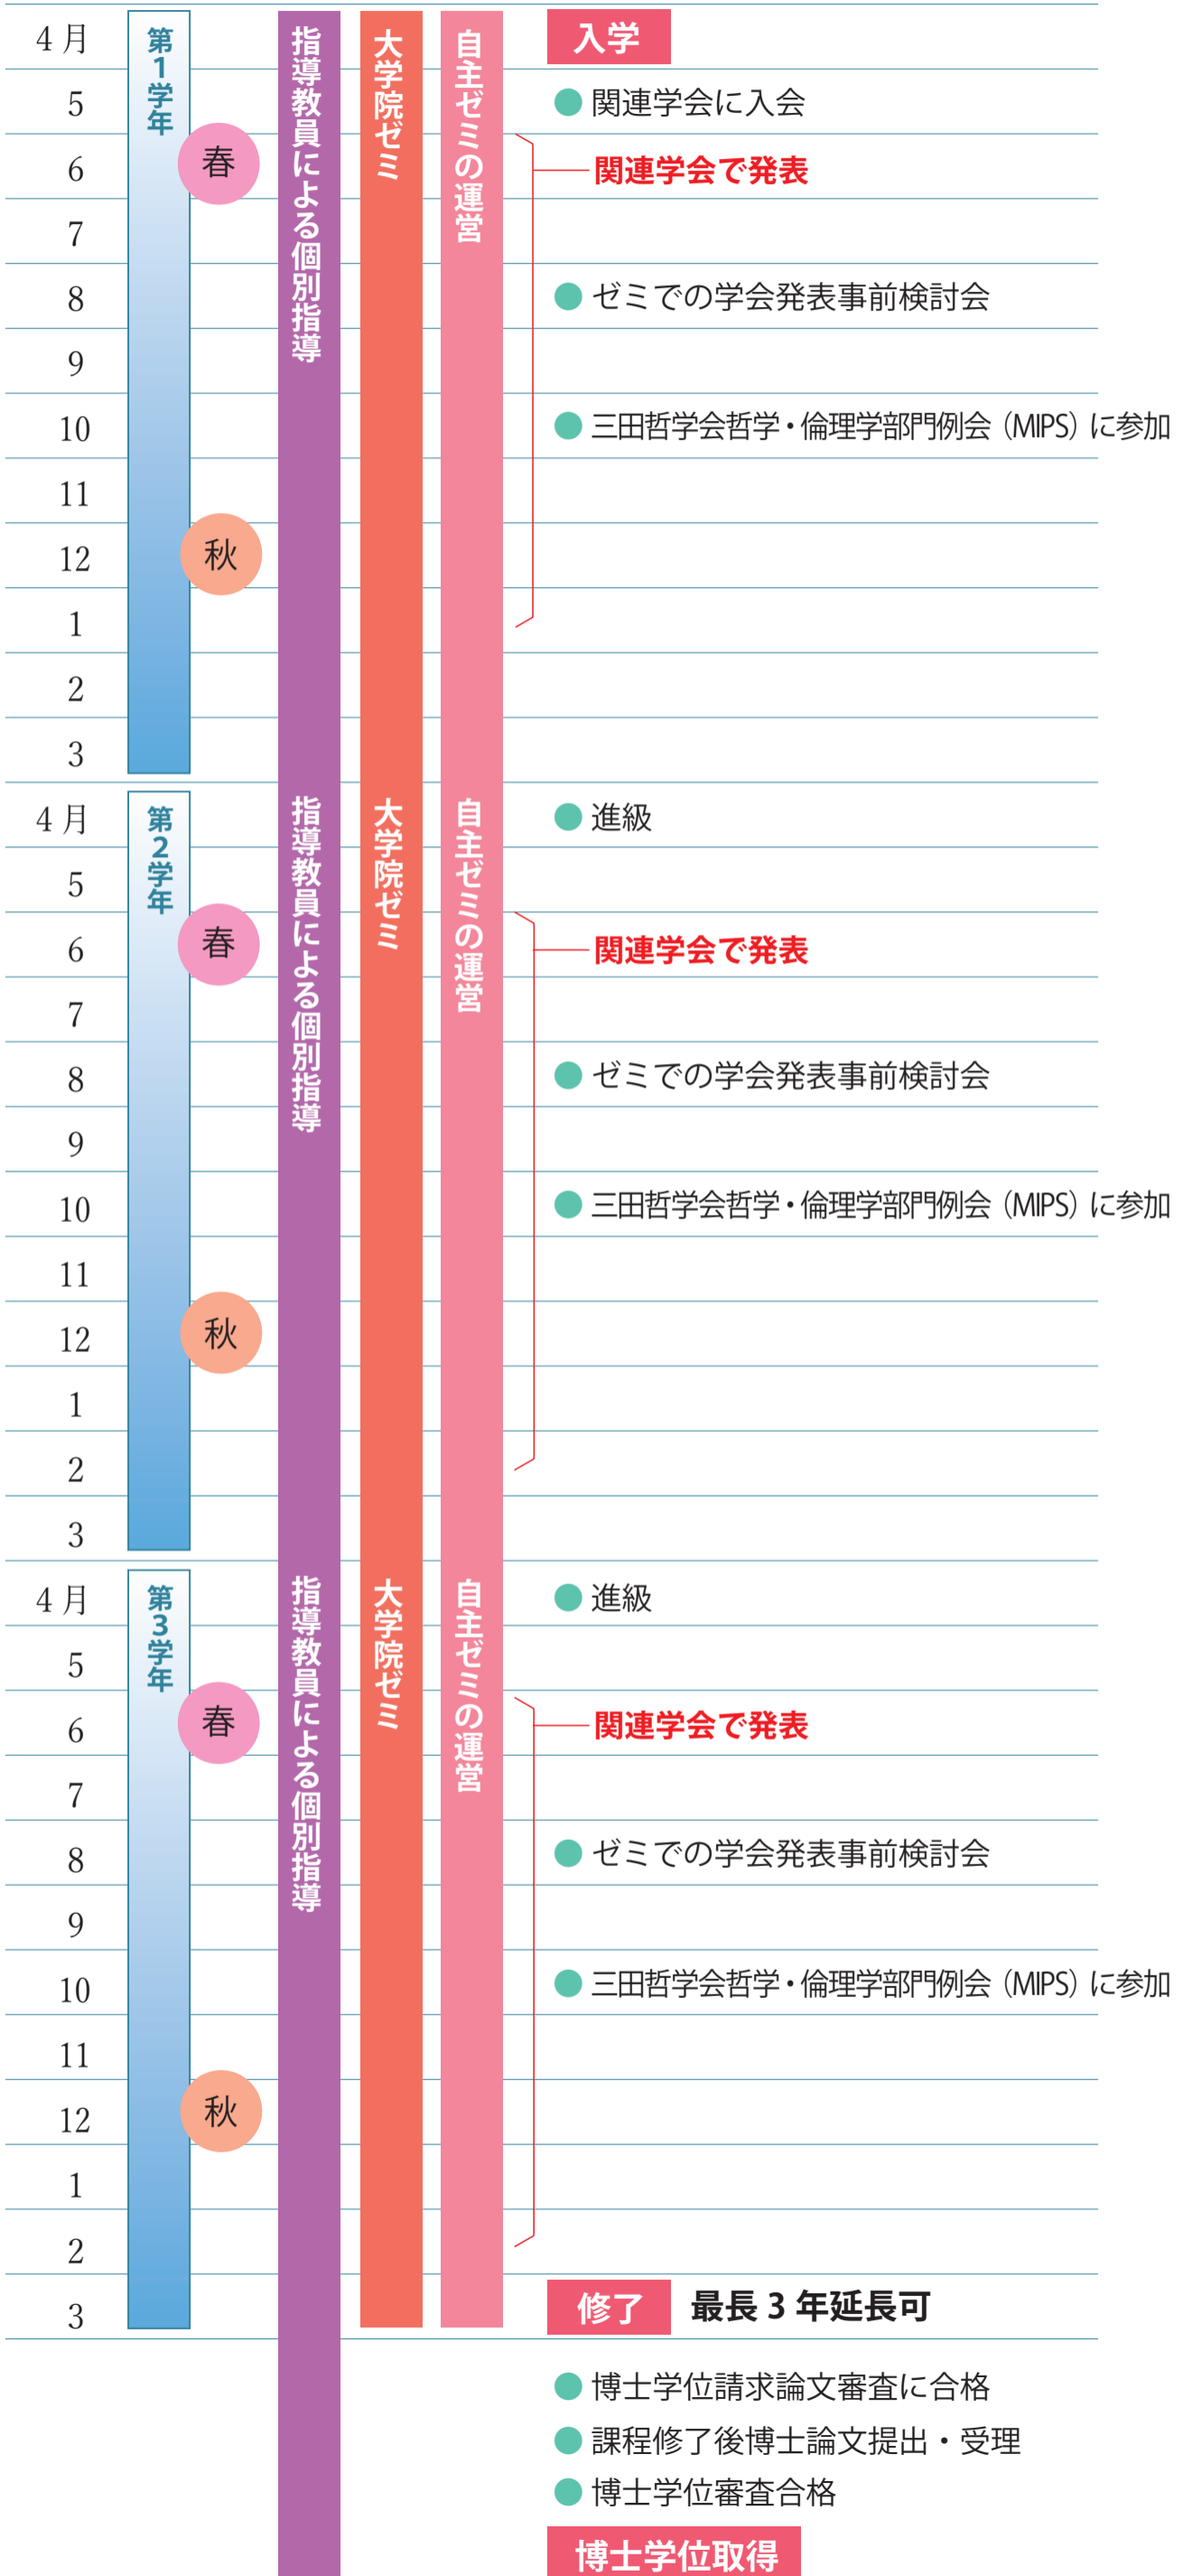 4 月
第1学年
指導教員による個別指導
大学院ゼミ
自主ゼミの運営
入学
5
● 関連学会に入会
6
春
関連学会で発表
7
8
● ゼミでの学会発表事前検討会
9
10
● 三田哲学会哲学・倫理学部門例会（MIPS）に参加
11
12
秋
1
2
3
4 月
第2学年
指導教員による個別指導
大学院ゼミ
自主ゼミの運営
● 進級
5
6
春
関連学会で発表
7
8
● ゼミでの学会発表事前検討会
9
10
● 三田哲学会哲学・倫理学部門例会（MIPS）に参加
11
12
秋
1
2
3
4 月
第3学年
指導教員による個別指導
大学院ゼミ
自主ゼミの運営
● 進級
5
6
春
関連学会で発表
7
8
● ゼミでの学会発表事前検討会
9
10
● 三田哲学会哲学・倫理学部門例会（MIPS）に参加
11
12
秋
1
2
3
修了 最長 3 年延長可
● 博士学位請求論文審査に合格
● 課程修了後博士論文提出・受理
● 博士学位審査合格
博士学位取得